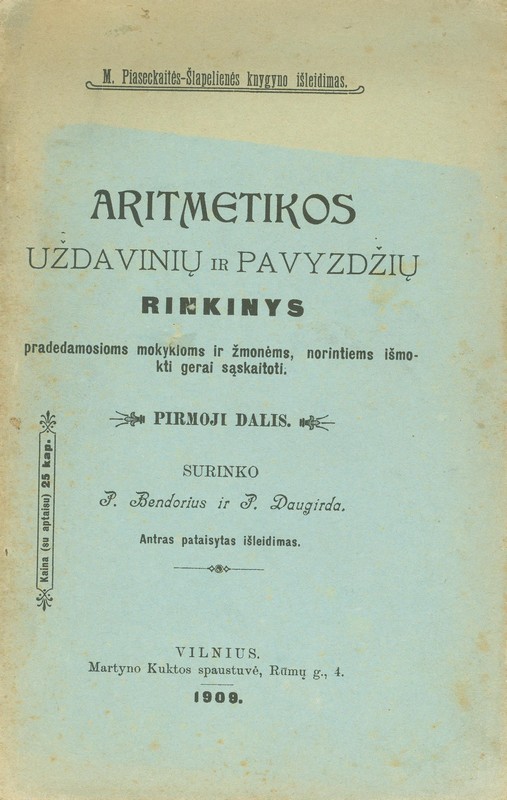 M. Piaseckaitės-Šlapelienės knygyno išleidimas.
ARITMETIKOS
UŽDAVINIŲ IR PAVYZDŽIŲ
RINKINYS
pradedamosioms mokykloms ir žmonėms, norintiems išmo-
kti gerai sąskaitoti.
PIRMOJI DALIS.
SURINKO
P. Bendorius ir P. Daugirda.
Antras pataisytas išleidimas.
Kaina (su aptaisu) 25 kap.
VILNIUS.
Martyno Kuktos spaustuvė, Rūmų g., 4.
1909.